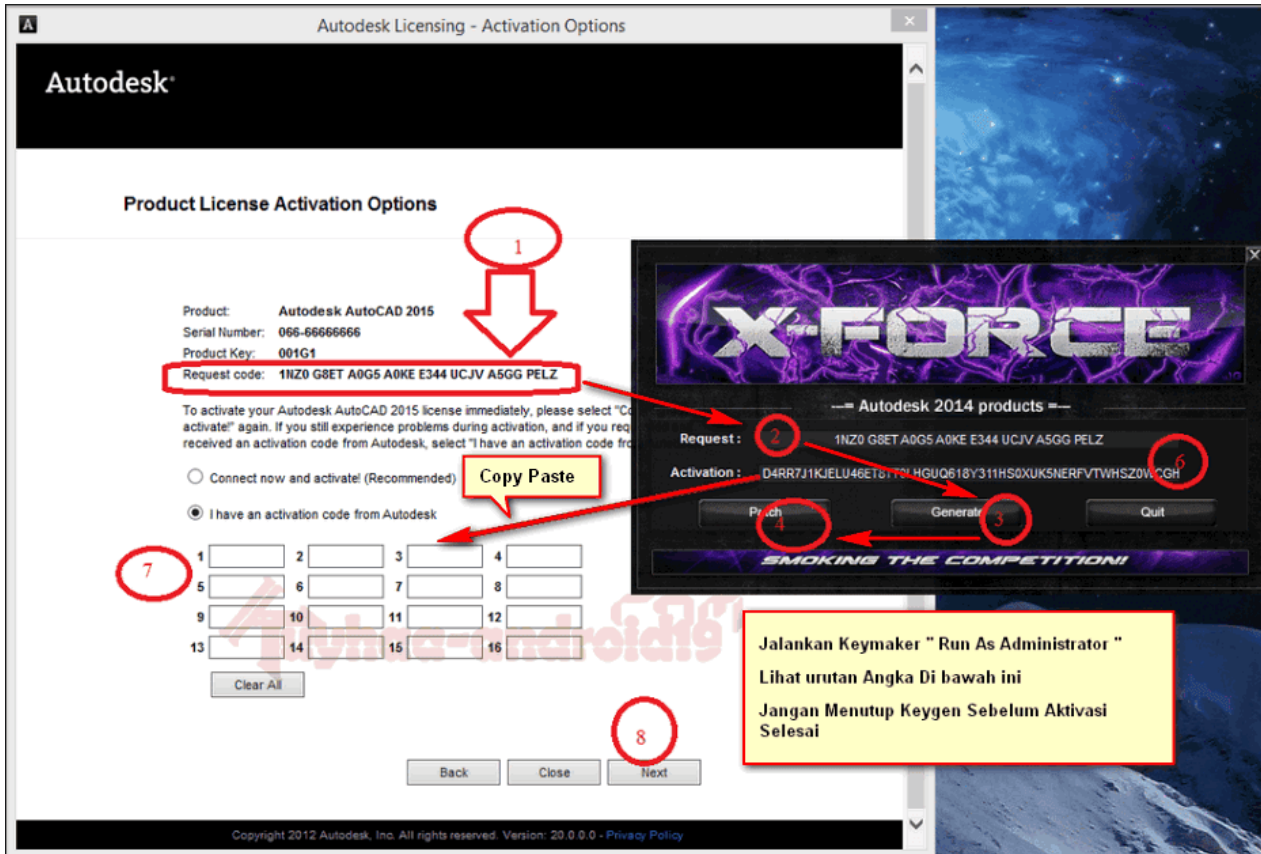 Autodesk Licensing - Activation Options
Autodesk
Product License Activation Options
1
Product: Autodesk AutoCAD 2015
Serial Number: 066-66666666
Product Key: 001G1
Request code: 1NZ0 G8ET A0G5 A0KE E344 UCJV A5GG PELZ
To activate your Autodesk AutoCAD 2015 license immediately, please select "Co
activate!" again. If you still experience problems during activation, and if you req
received an activation code from Autodesk, select "I have an activation code fr
Connect now and activate! (Recommended)
Copy Paste
I have an activation code from Autodesk
1 2 3 4
5 6 7 8
9 10 11 12
13 14 15 16
7
Clear All
8
Back Close Next
Copyright 2012 Autodesk, Inc. All rights reserved. Version: 20.0.0.0 - Privacy Policy
X-FORCE
---= Autodesk 2014 products =---
Request : 2 1NZ0 G8ET A0G5 A0KE E344 UCJV A5GG PELZ
Activation : 6
Patch Generate Quit
4 3
SMOKING THE COMPETITION!
Jalankan Keymaker " Run As Administrator "
Lihat urutan Angka Di bawah ini
Jangan Menutup Keygen Sebelum Aktivasi
Selesai